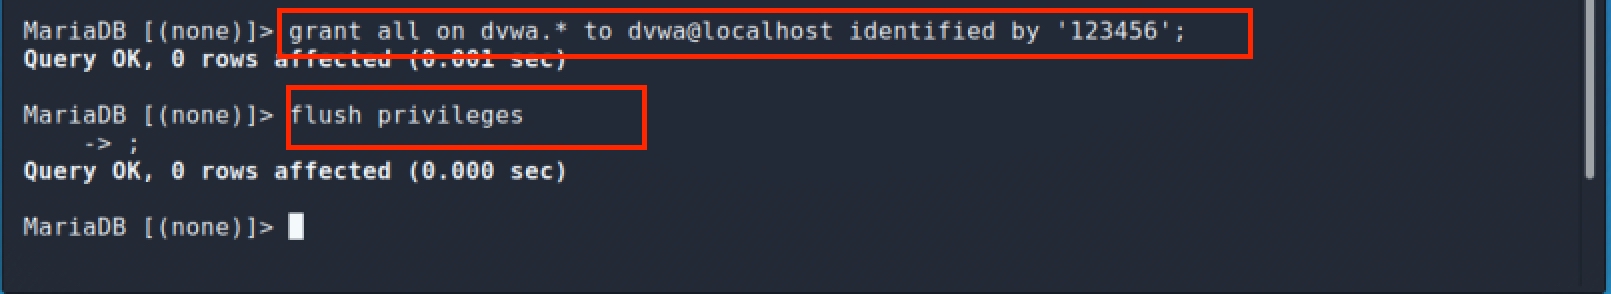 MariaDB [(none)]> grant all on dvwa.* to dvwa@localhost identified by '123456';
Query OK, 0 rows affected (0.001 sec)
MariaDB [(none)]> flush privileges
    -> ;
Query OK, 0 rows affected (0.000 sec)
MariaDB [(none)]>